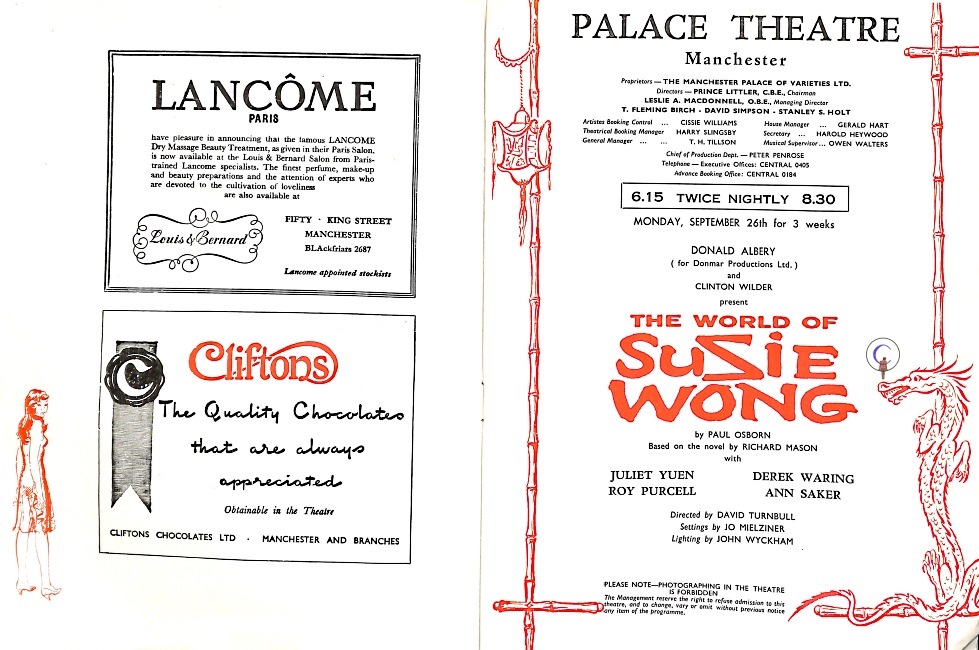 LANCÔME
PARIS
have pleasure in announcing that the famous LANCOME
Dry Massage Beauty Treatment, as given in their Paris Salon,
is now available at the Louis & Bernard Salon from Paris-
trained Lancome specialists. The finest perfume, make-up
and beauty preparations and the attention of experts who
are devoted to the cultivation of loveliness
are also available at
Louis & Bernard
FIFTY · KING STREET
MANCHESTER
BLAckfriars 2687
Lancome appointed stockists
C
Cliftons
The Quality Chocolates
that are always
appreciated
Obtainable in the Theatre
CLIFTONS CHOCOLATES LTD · MANCHESTER AND BRANCHES
PALACE THEATRE
Manchester
Proprietors — THE MANCHESTER PALACE OF VARIETIES LTD.
Directors — PRINCE LITTLER, C.B.E., Chairman
LESLIE A. MACDONNELL, O.B.E., Managing Director
T. FLEMING BIRCH · DAVID SIMPSON · STANLEY S. HOLT
Artistes Booking Control ... CISSIE WILLIAMS House Manager ... GERALD HART
Theatrical Booking Manager HARRY SLINGSBY Secretary ... HAROLD HEYWOOD
General Manager ... ... T. H. TILLSON Musical Supervisor ... OWEN WALTERS
Chief of Production Dept. — PETER PENROSE
Telephone — Executive Offices: CENTRAL 0405
Advance Booking Office: CENTRAL 0184
6.15 TWICE NIGHTLY 8.30
MONDAY, SEPTEMBER 26th for 3 weeks
DONALD ALBERY
( for Donmar Productions Ltd. )
and
CLINTON WILDER
present
THE WORLD OF
SUZIE
WONG
by PAUL OSBORN
Based on the novel by RICHARD MASON
with
JULIET YUEN DEREK WARING
ROY PURCELL ANN SAKER
Directed by DAVID TURNBULL
Settings by JO MIELZINER
Lighting by JOHN WYCKHAM
PLEASE NOTE—PHOTOGRAPHING IN THE THEATRE
IS FORBIDDEN
The Management reserve the right to refuse admission to this
theatre, and to change, vary or omit without previous notice
any item of the programme.